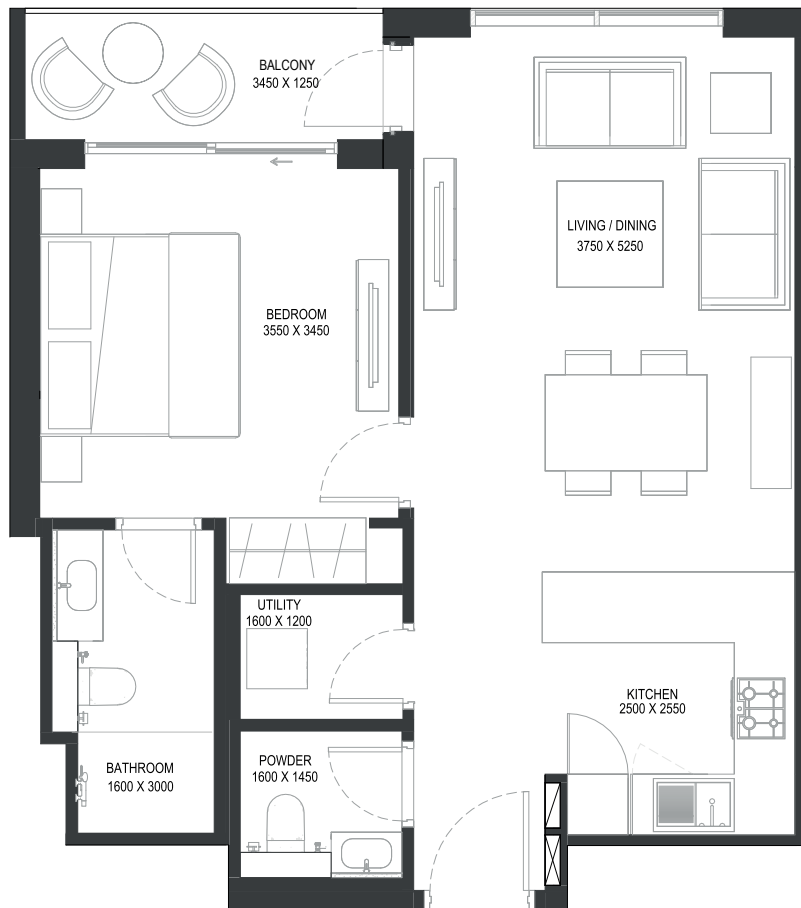 BALCONY
3450 X 1250
LIVING / DINING
3750 X 5250
BEDROOM
3550 X 3450
UTILITY
1600 X 1200
KITCHEN
2500 X 2550
BATHROOM
1600 X 3000
POWDER
1600 X 1450